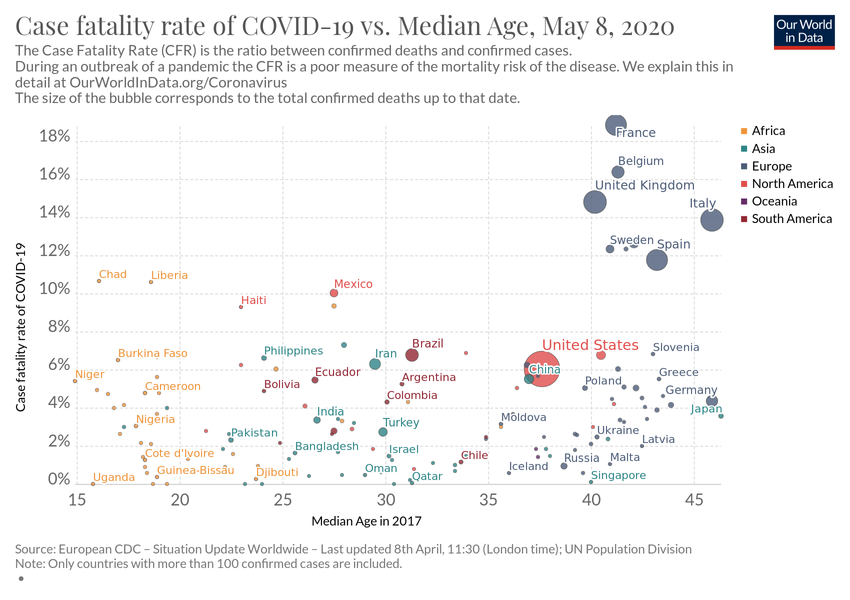 Case fatality rate of COVID-19 vs. Median Age, May 8, 2020
Our World
in Data
The Case Fatality Rate (CFR) is the ratio between confirmed deaths and confirmed cases.
During an outbreak of a pandemic the CFR is a poor measure of the mortality risk of the disease. We explain this in
detail at OurWorldInData.org/Coronavirus
The size of the bubble corresponds to the total confirmed deaths up to that date.
18%
16%
14%
12%
10%
8%
6%
4%
2%
0%
Case fatality rate of COVID-19
France
Belgium
United Kingdom
Italy
Sweden
Spain
Chad
Liberia
Mexico
Haiti
Brazil
United States
Philippines
Iran
Slovenia
Burkina Faso
China
Niger
Ecuador
Argentina
Greece
Cameroon
Bolivia
Poland
Colombia
Germany
Japan
India
Nigeria
Turkey
Moldova
Pakistan
Ukraine
Latvia
Bangladesh
Israel
Cote d'Ivoire
Chile
Russia
Malta
Guinea-Bissau
Oman
Iceland
Uganda
Djibouti
Qatar
Singapore
15
20
25
30
35
40
45
Median Age in 2017
Africa
Asia
Europe
North America
Oceania
South America
Source: European CDC – Situation Update Worldwide – Last updated 8th April, 11:30 (London time); UN Population Division
Note: Only countries with more than 100 confirmed cases are included.